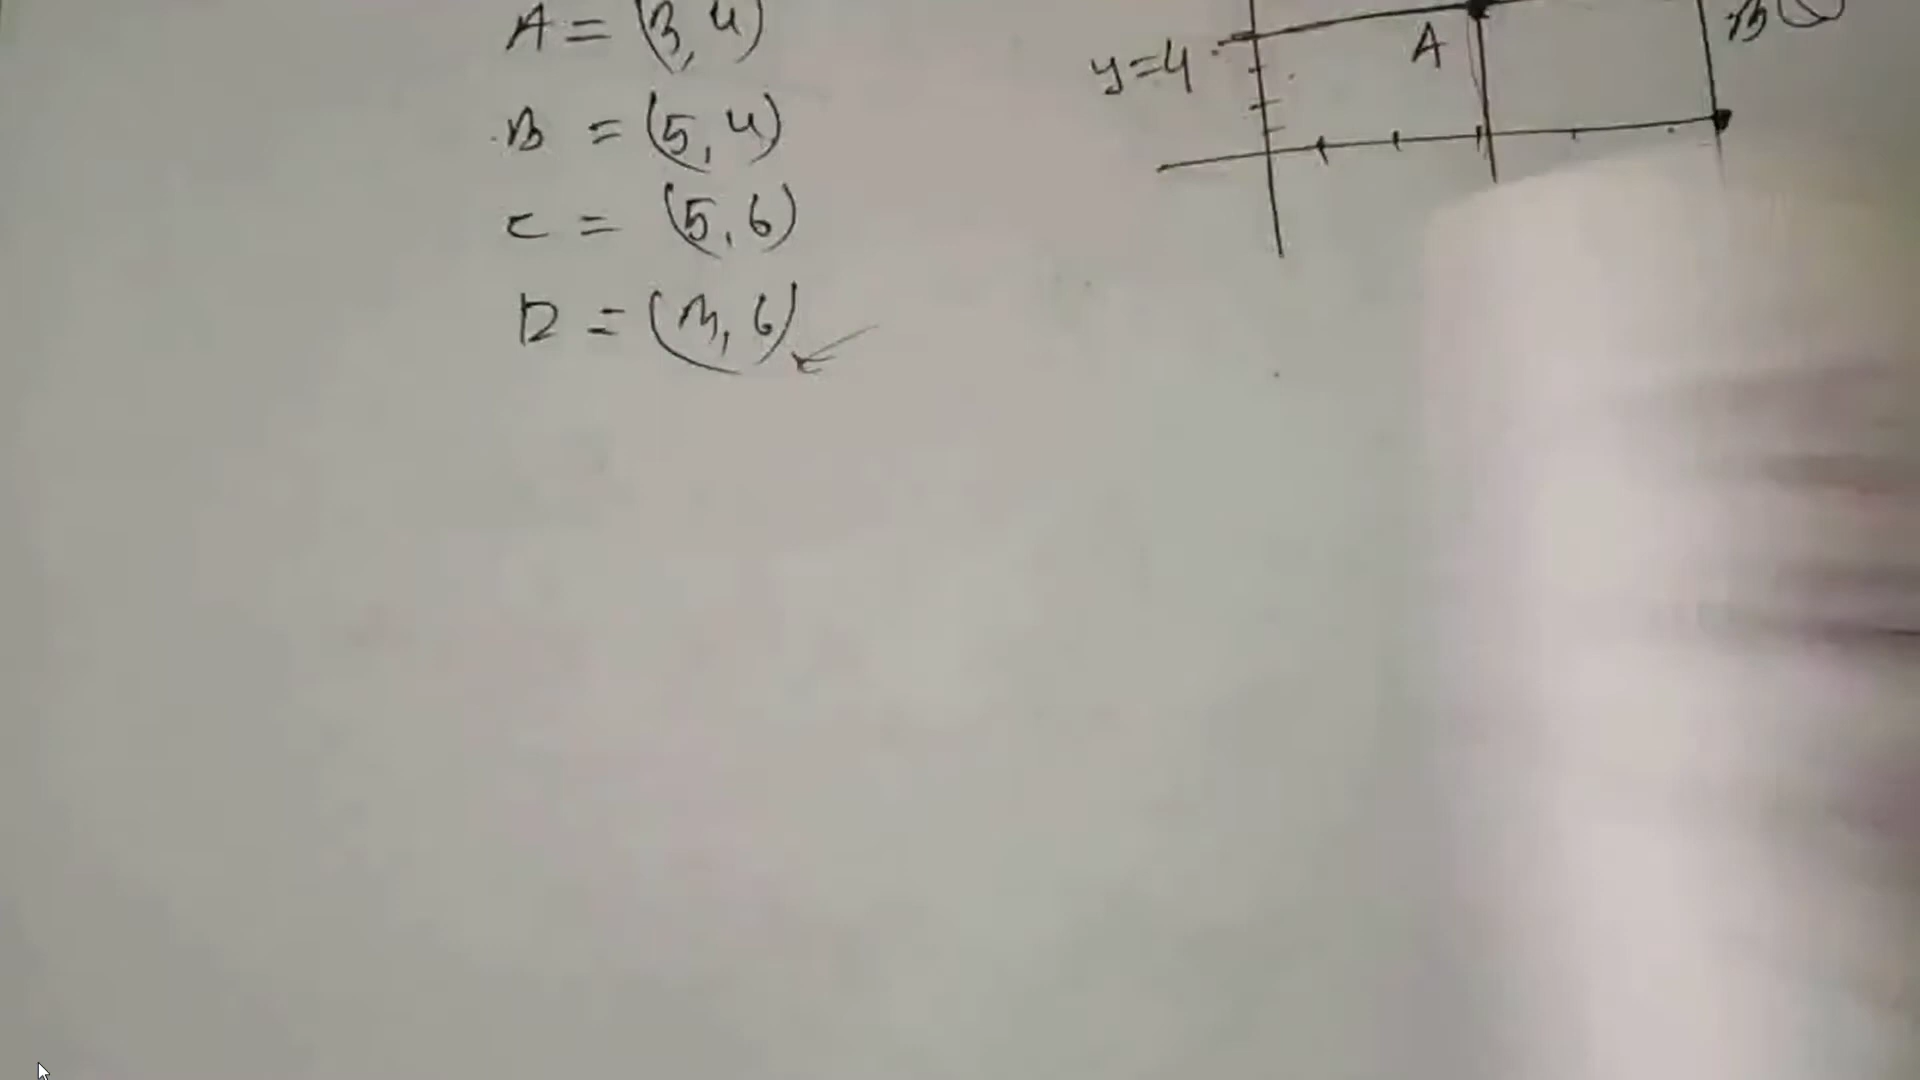 A = (3, 4)
B = (5, 4)
C = (5, 6)
D = (3, 6)
y=4
A
B